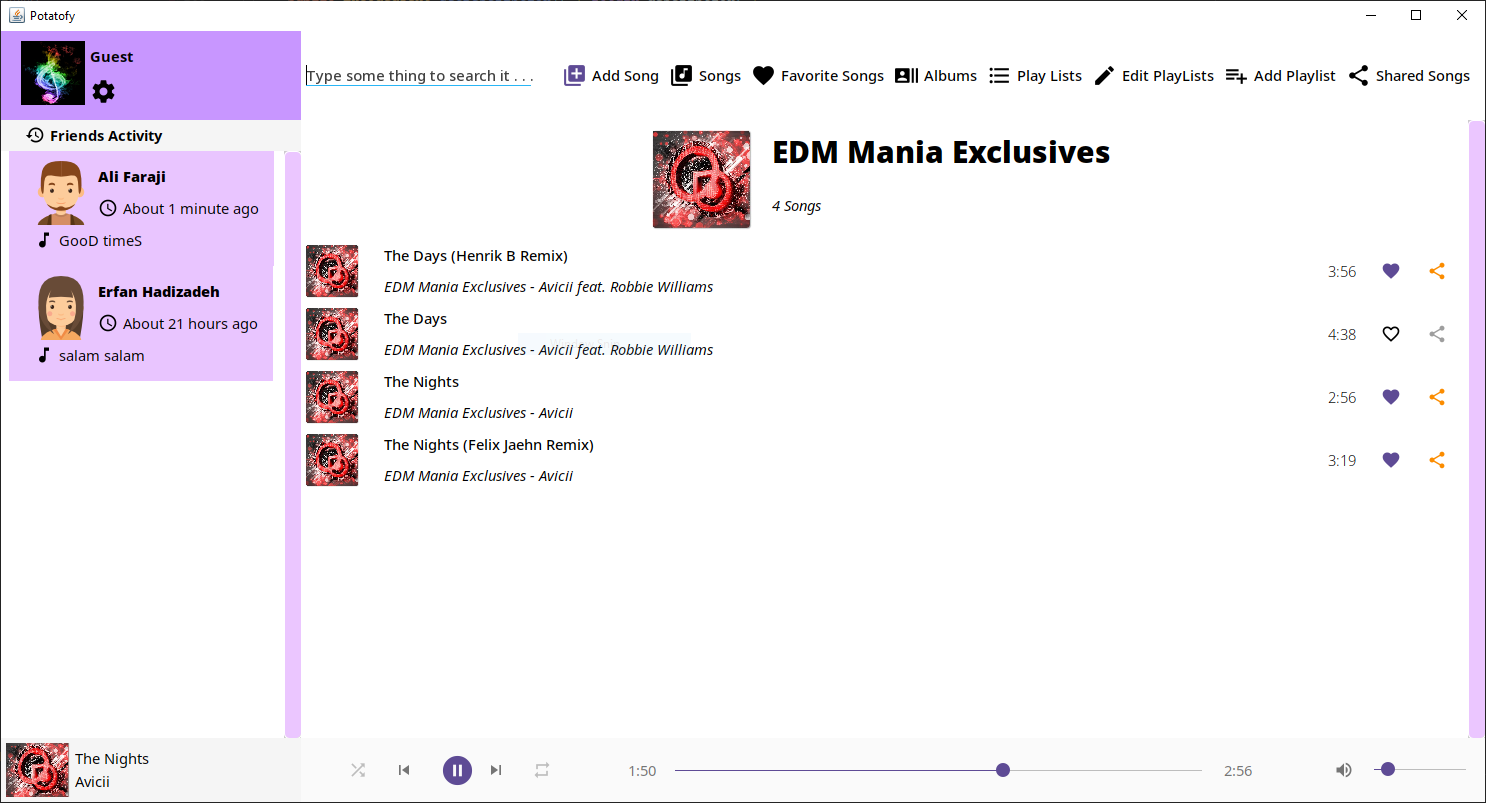 Potatofy
Guest
Type some thing to search it . . .
Add Song
Songs
Favorite Songs
Albums
Play Lists
Edit PlayLists
Add Playlist
Shared Songs
Friends Activity
Ali Faraji
About 1 minute ago
GooD timeS
Erfan Hadizadeh
About 21 hours ago
salam salam
EDM Mania Exclusives
4 Songs
The Days (Henrik B Remix)
EDM Mania Exclusives - Avicii feat. Robbie Williams
3:56
The Days
EDM Mania Exclusives - Avicii feat. Robbie Williams
4:38
The Nights
EDM Mania Exclusives - Avicii
2:56
The Nights (Felix Jaehn Remix)
EDM Mania Exclusives - Avicii
3:19
The Nights
Avicii
1:50
2:56